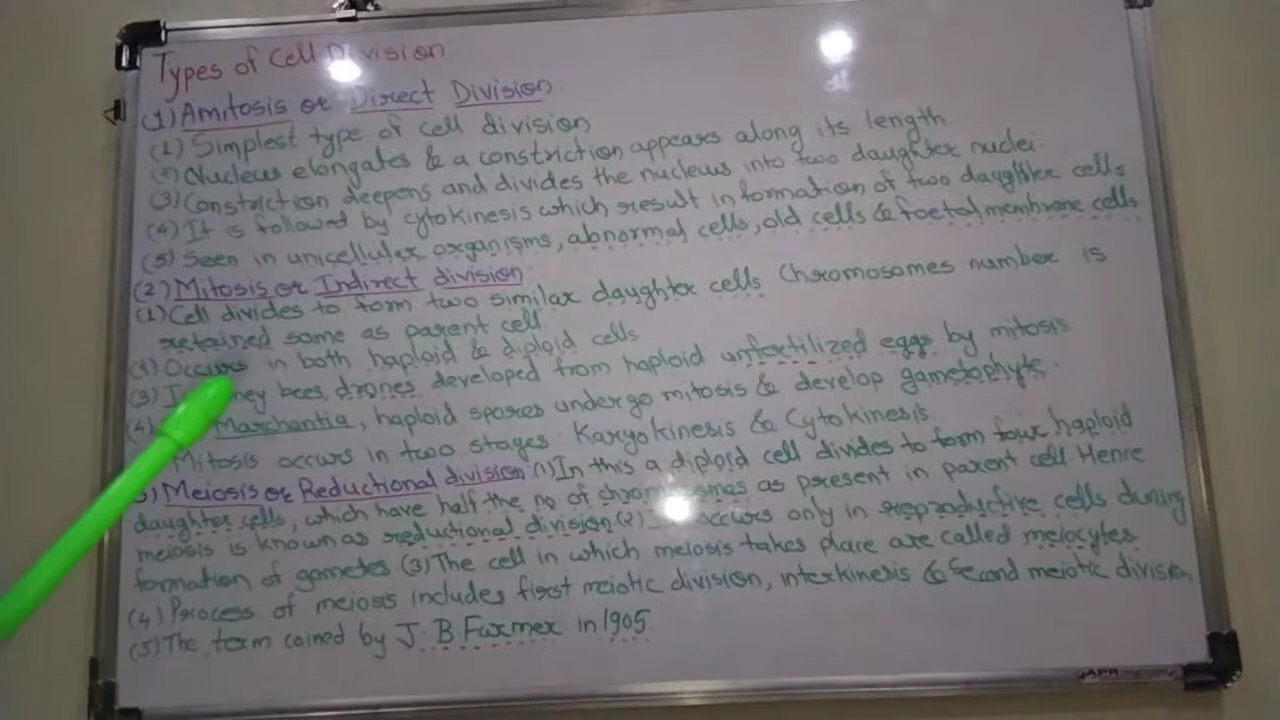 Types of Cell Division
(1) Amitosis or Direct Division
(1) Simplest type of cell division
(2) Nucleus elongates & a constriction appears along its length
(3) Constriction deepens and divides the nucleus into two daughter nuclei.
(4) It is followed by cytokinesis which result in formation of two daughter cells
(5) Seen in unicellular organisms, abnormal cells, old cells & foetal membrane cells
(2) Mitosis or Indirect division
(1) Cell divides to form two similar daughter cells Chromosomes number is
retained same as parent cell
Occurs in both haploid & diploid cells
(3) bees, drones developed from haploid unfertilized eggs by mitosis
(4) Marchantia, haploid spores undergo mitosis & develop gametophyte.
Mitosis occurs in two stages Karyokinesis & Cytokinesis.
Meiosis or Reductional division (1) In this a diploid cell divides to form four haploid
daughter cells, which have half the no of chromosomes as present in parent cell Hence
meiosis is known as reductional division (2) occurs only in reproductive cells during
formation of gametes (3) The cell in which meiosis takes place are called meiocytes
(4) Process of meiosis includes first meiotic division, interkinesis & Second meiotic division
(5) The term coined by J. B. Farmer in 1905